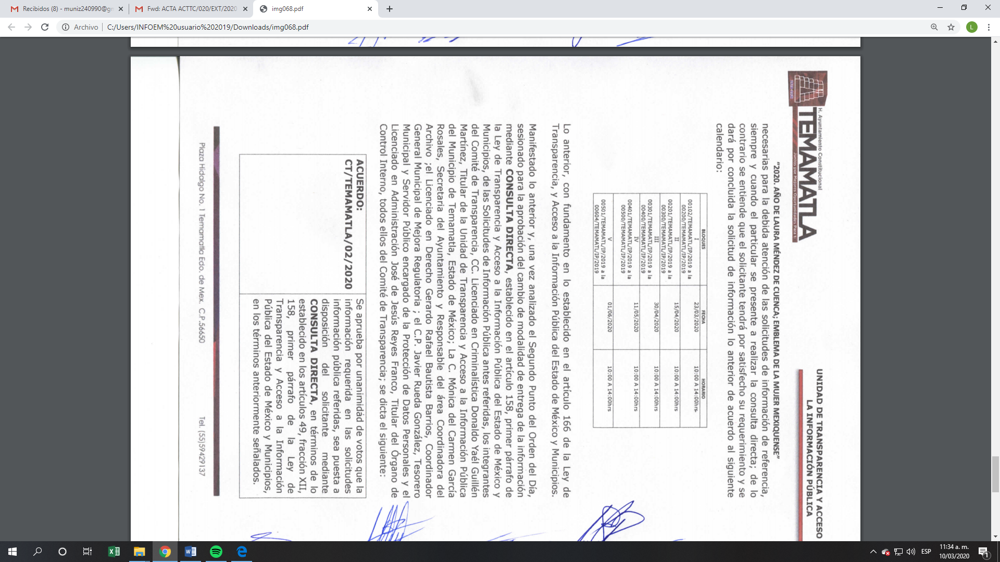 Recibidos (8) - muniz240990@gm
Fwd: ACTA ACTTC/020/EXT/2020
img068.pdf
Archivo
C:/Users/INFOEM%20usuario%202019/Downloads/img068.pdf
L
H. Ayuntamiento Constitucional
TEMAMATLA
Juntos por Mejores Oportunidades Para ti
UNIDAD DE TRANSPARENCIA Y ACCESO
LA INFORMACIÓN PÚBLICA
"2020. AÑO DE LAURA MÉNDEZ DE CUENCA; EMBLEMA DE LA MUJER MEXIQUENSE"
necesarias para la debida atención de las solicitudes de información de referencia,
siempre y cuando el particular se presente a realizar la consulta directa; de lo
contrario se entiende que el solicitante tendrá por satisfecho su requerimiento y se
dará por concluida la solicitud de información lo anterior de acuerdo al siguiente
calendario:
BLOQUES FECHA HORARIO
I
00102/TEMAMATL/IP/2019 a la 23/03/2020 10:00 A 14:00hrs.
00200/TEMAMATL/IP/2019
II
00201/TEMAMATL/IP/2019 a la 15/04/2020 10:00 A 14:00hrs
00300/TEMAMATL/IP/2019
III
00301/TEMAMATL/IP/2019 a la 30/04/2020 10:00 A 14:00hrs
00400/TEMAMATL/IP/2019
IV
00401/TEMAMATL/IP/2019 a la 11/05/2020 10:00 A 14:00hrs
00500/TEMAMATL/IP/2019
V
00501/TEMAMATL/IP/2019 a la 01/06/2020 10:00 A 14:00hrs
00604/TEMAMATL/IP/2019
Lo anterior, con fundamento en lo establecido en el artículo 166 de la Ley de
Transparencia, y Acceso a la Información Pública del Estado de México y Municipios.
Manifestado lo anterior y, una vez analizado el Segundo Punto del Orden del Día,
sesionado para la aprobación del cambio de modalidad de entrega de la información
mediante CONSULTA DIRECTA, establecido en el artículo 158, primer párrafo de
la Ley de Transparencia y Acceso a la Información Pública del Estado de México y
Municipios, de las Solicitudes de Información Pública antes referidas, los integrantes
del Comité de Transparencia, CC. Licenciado en Criminalística Donaldo Yaél Guillén
Martínez, Titular de la Unidad de Transparencia y Acceso a la Información Pública
del Municipio de Temamatla, Estado de México; La C. Mónica del Carmen García
Rosales, Secretaria del Ayuntamiento y Responsable del área Coordinadora del
Archivo ;el Licenciado en Derecho Gerardo Rafael Bautista Barrios, Coordinador
General Municipal de Mejora Regulatoria ; el C.P. Javier Rueda González, Tesorero
Municipal y Servidor Público encargado de la Protección de Datos Personales y el
Licenciado en Administración José de Jesús Reyes Franco, Titular del Órgano de
Control Interno, todos ellos del Comité de Transparencia; se dicta el siguiente:
ACUERDO:
CT/TEMAMATLA/02/2020
Se aprueba por unanimidad de votos que la
información requerida en las solicitudes
información pública referidas, sea puesta a
disposición del solicitante mediante
CONSULTA DIRECTA, en términos de lo
establecido en los artículos 49, fracción XII,
158, primer párrafo de la Ley de
Transparencia y Acceso a la Información
Pública del Estado de México y Municipios,
en los términos anteriormente señalados.
Plaza Hidalgo No. 1 Temamatla Edo. de Mex. C.P.56650 Tel. (55)59429137
ESP
11:34 a. m.
10/03/2020
1